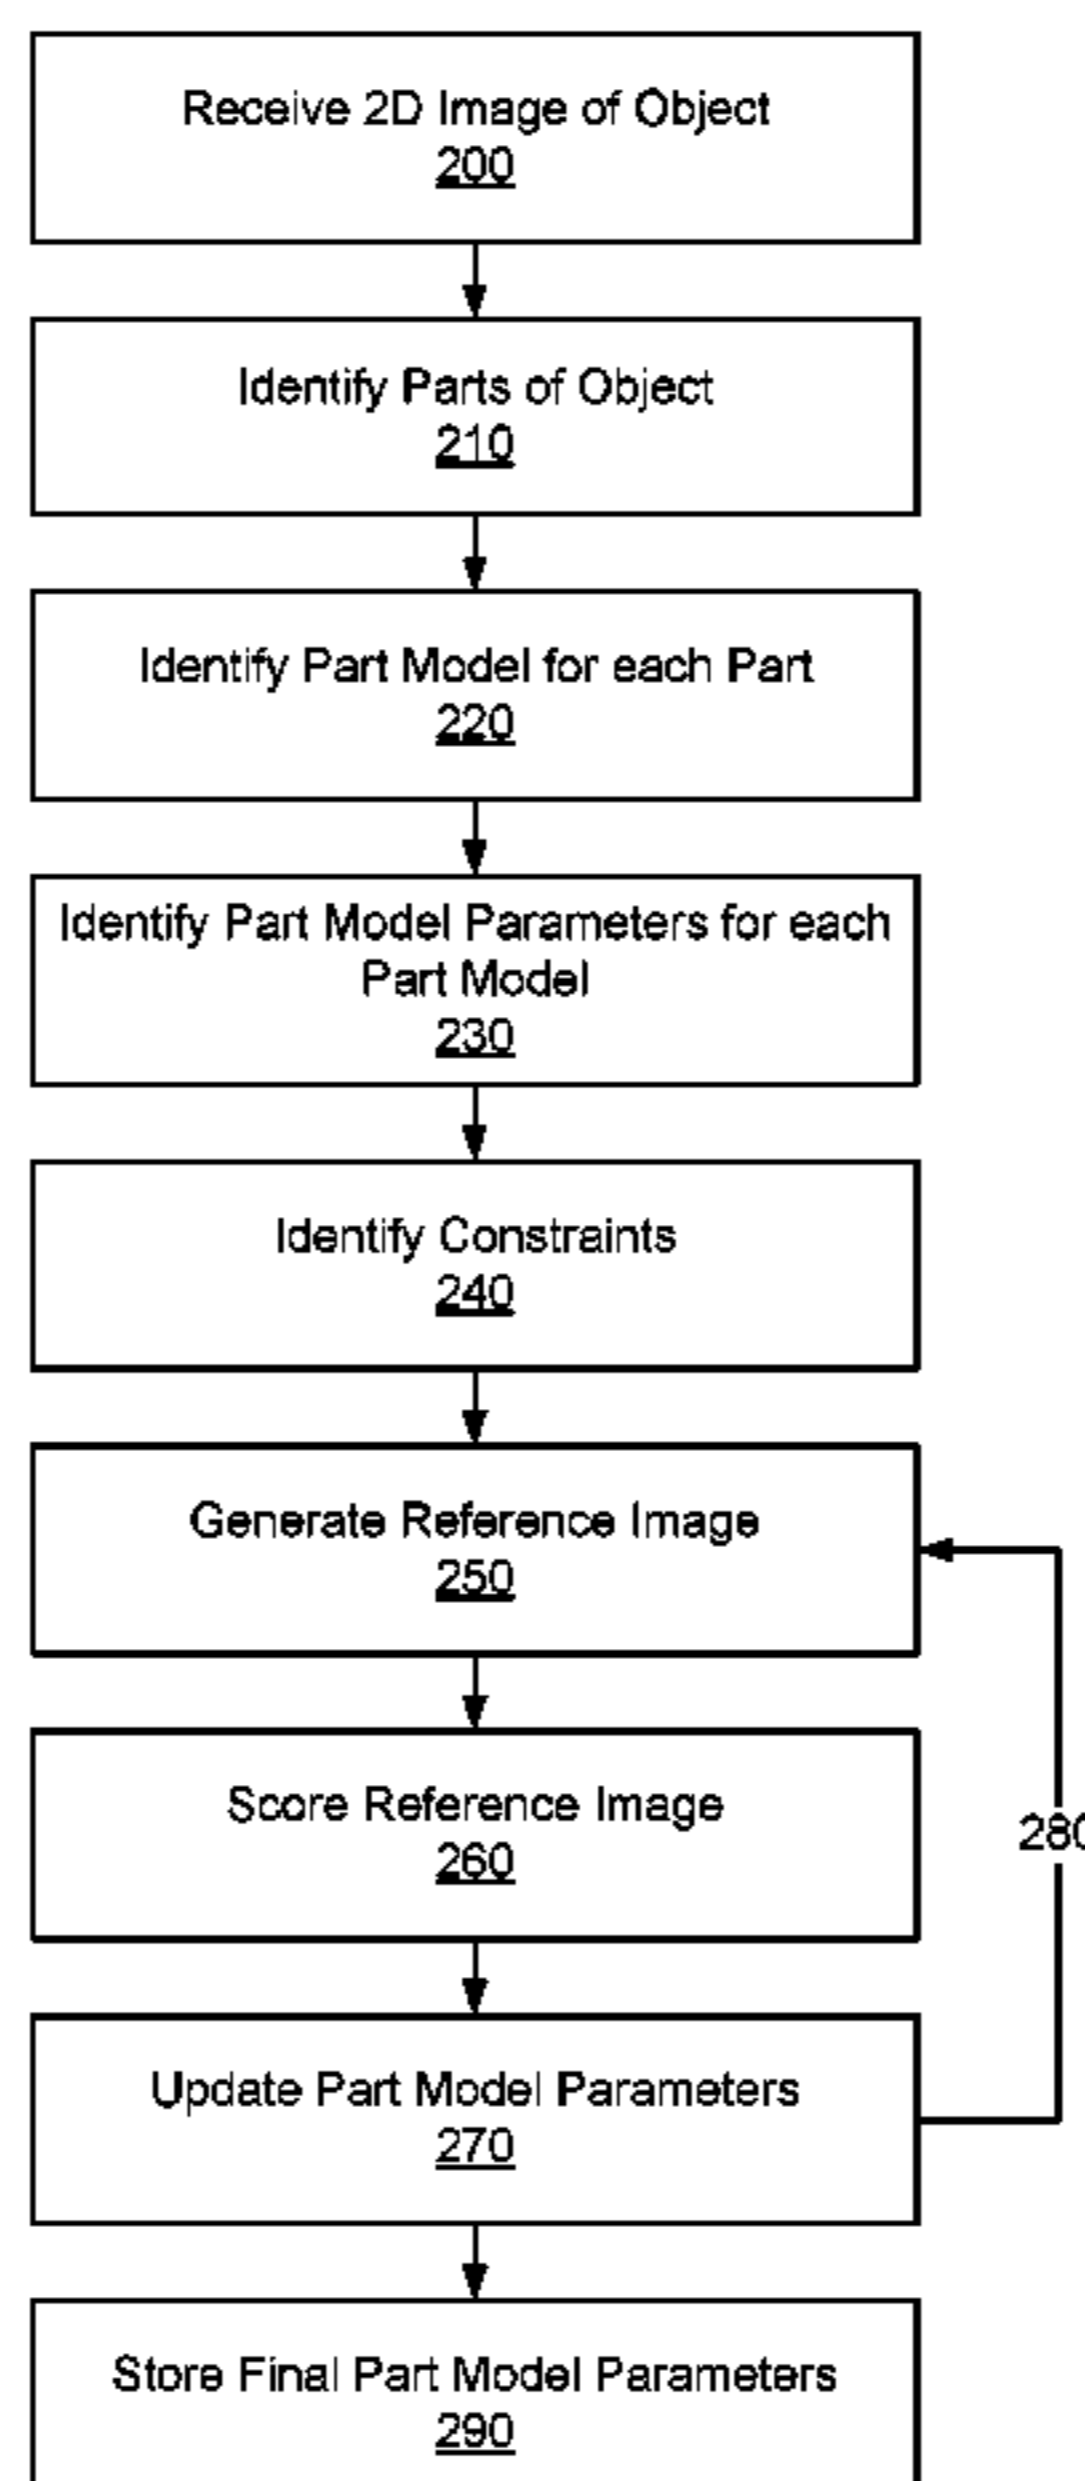 Receive 2D Image of Object
200
Identify Parts of Object
210
Identify Part Model for each Part
220
Identify Part Model Parameters for each
Part Model
230
Identify Constraints
240
Generate Reference Image
250
Score Reference Image
260
280
Update Part Model Parameters
270
Store Final Part Model Parameters
290